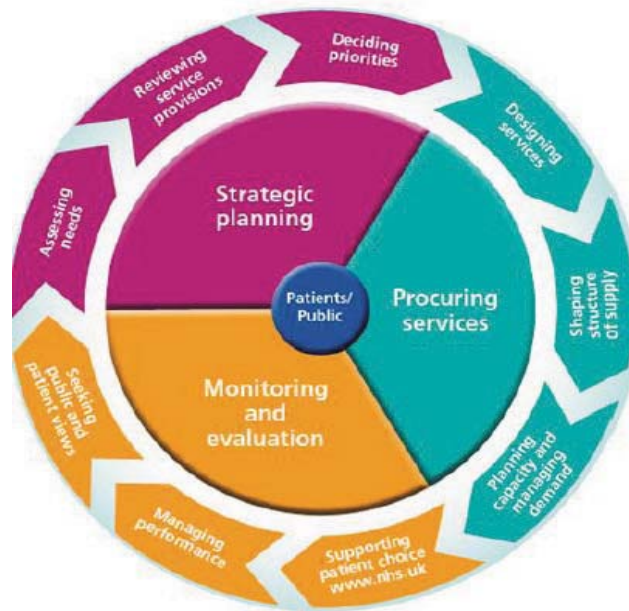 Deciding
priorities
Designing
services
Shaping
structure
of supply
Planning
capacity and
managing
demand
Supporting
patient choice
www.nhs.uk
Managing
performance
Seeking
public and
patient views
Assessing
needs
Reviewing
service
provisions
Strategic
planning
Procuring
services
Monitoring
and
evaluation
Patients/
Public